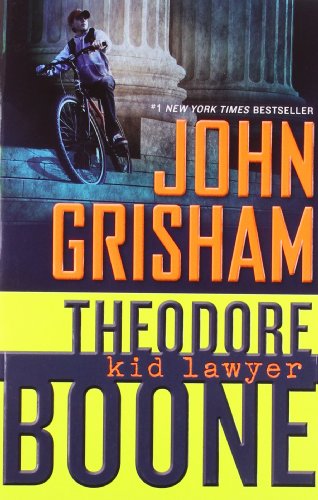 #1 NEW YORK TIMES BESTSELLER
JOHN
GRISHAM
THEODORE
kid lawyer
BOONE